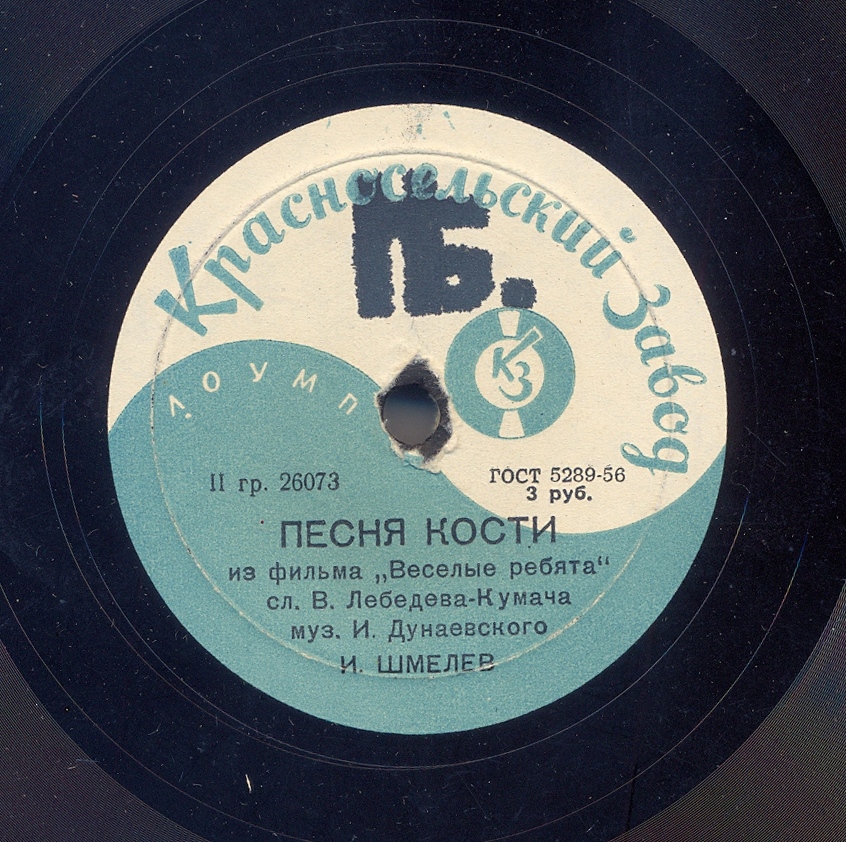 Красносельский Завод
ПБ.
КЗ
ЛОУМП
II гр. 26073
ГОСТ 5289-56
3 руб.
ПЕСНЯ КОСТИ
из фильма „Веселые ребята“
сл. В. Лебедева-Кумача
муз. И. Дунаевского
И. ШМЕЛЕВ